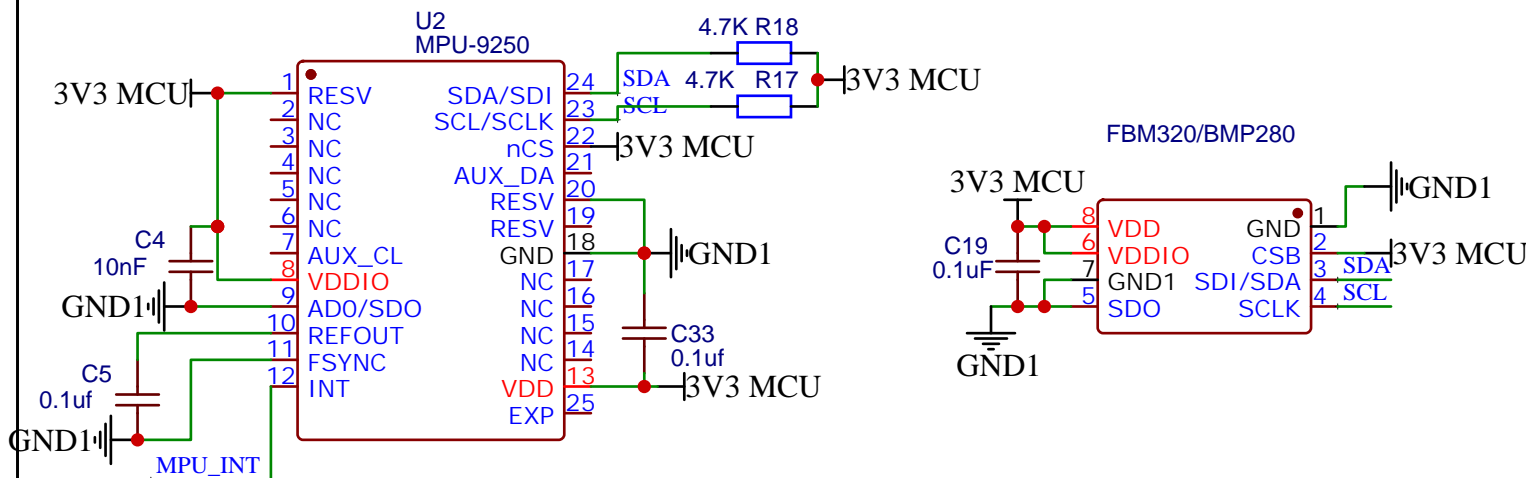 U2
MPU-9250
3V3 MCU
1 RESV
2 NC
3 NC
4 NC
5 NC
6 NC
7 AUX_CL
8 VDDIO
9 AD0/SDO
10 REFOUT
11 FSYNC
12 INT
SDA/SDI 24
SCL/SCLK 23
nCS 22
AUX_DA 21
RESV 20
RESV 19
GND 18
NC 17
NC 16
NC 15
NC 14
VDD 13
EXP 25
C4
10nF
GND1
C5
0.1uf
GND1
MPU_INT
SDA
SCL
4.7K R18
4.7K R17
3V3 MCU
3V3 MCU
GND1
C33
0.1uf
3V3 MCU
FBM320/BMP280
3V3 MCU
C19
0.1uF
GND1
8 VDD
6 VDDIO
7 GND1
5 SDO
GND 1
CSB 2
SDI/SDA 3
SCLK 4
GND1
3V3 MCU
SDA
SCL